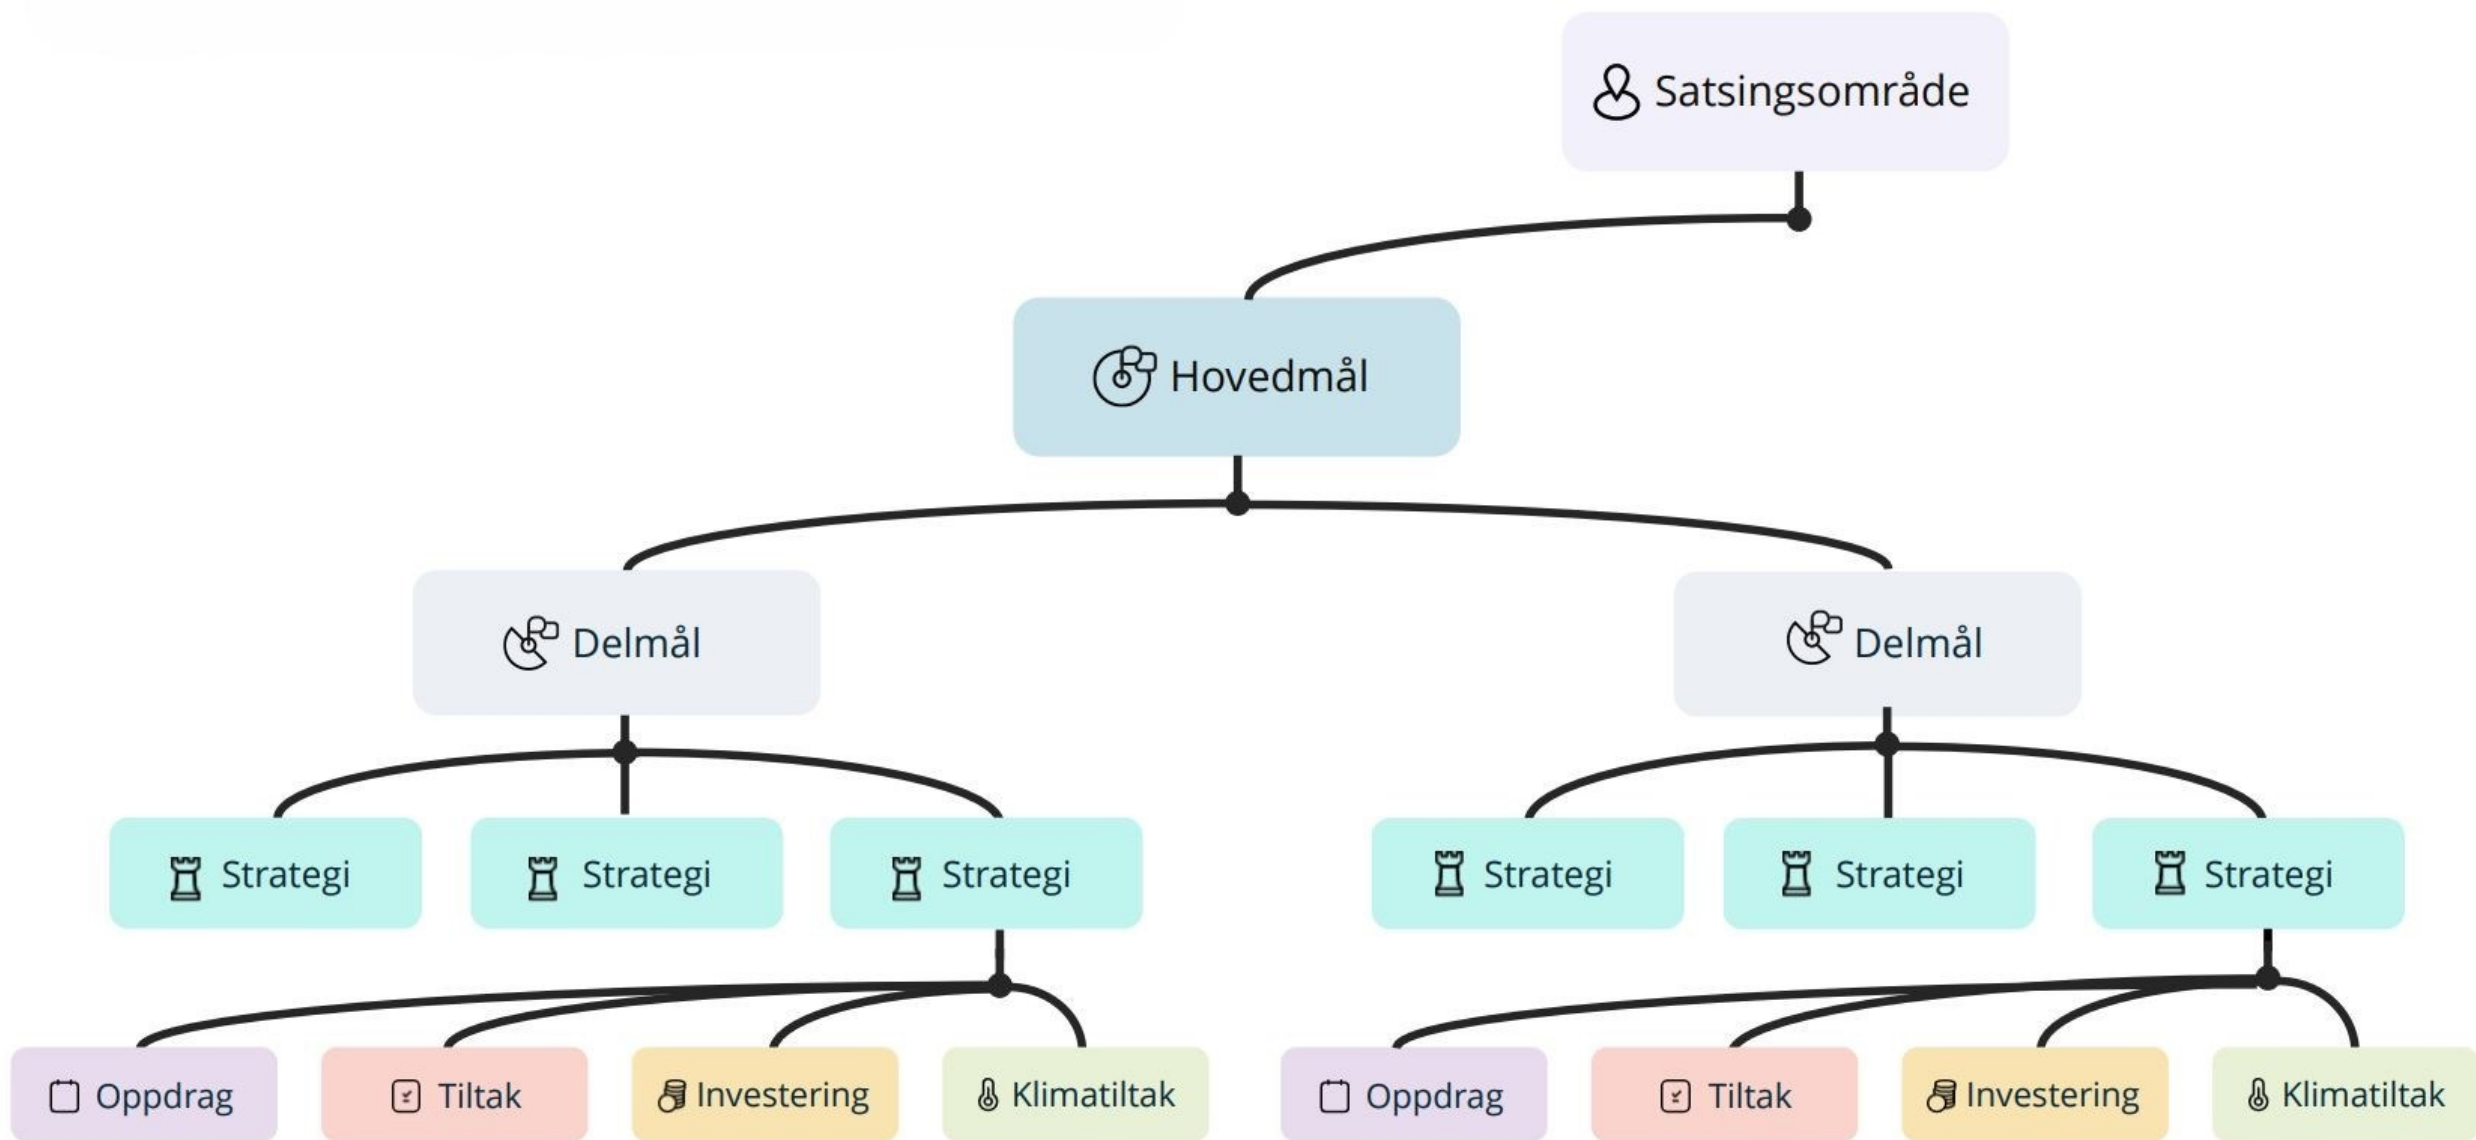 Satsingsområde
Hovedmål
Delmål
Delmål
Strategi
Strategi
Strategi
Strategi
Strategi
Strategi
Oppdrag
Tiltak
Investering
Klimatiltak
Oppdrag
Tiltak
Investering
Klimatiltak